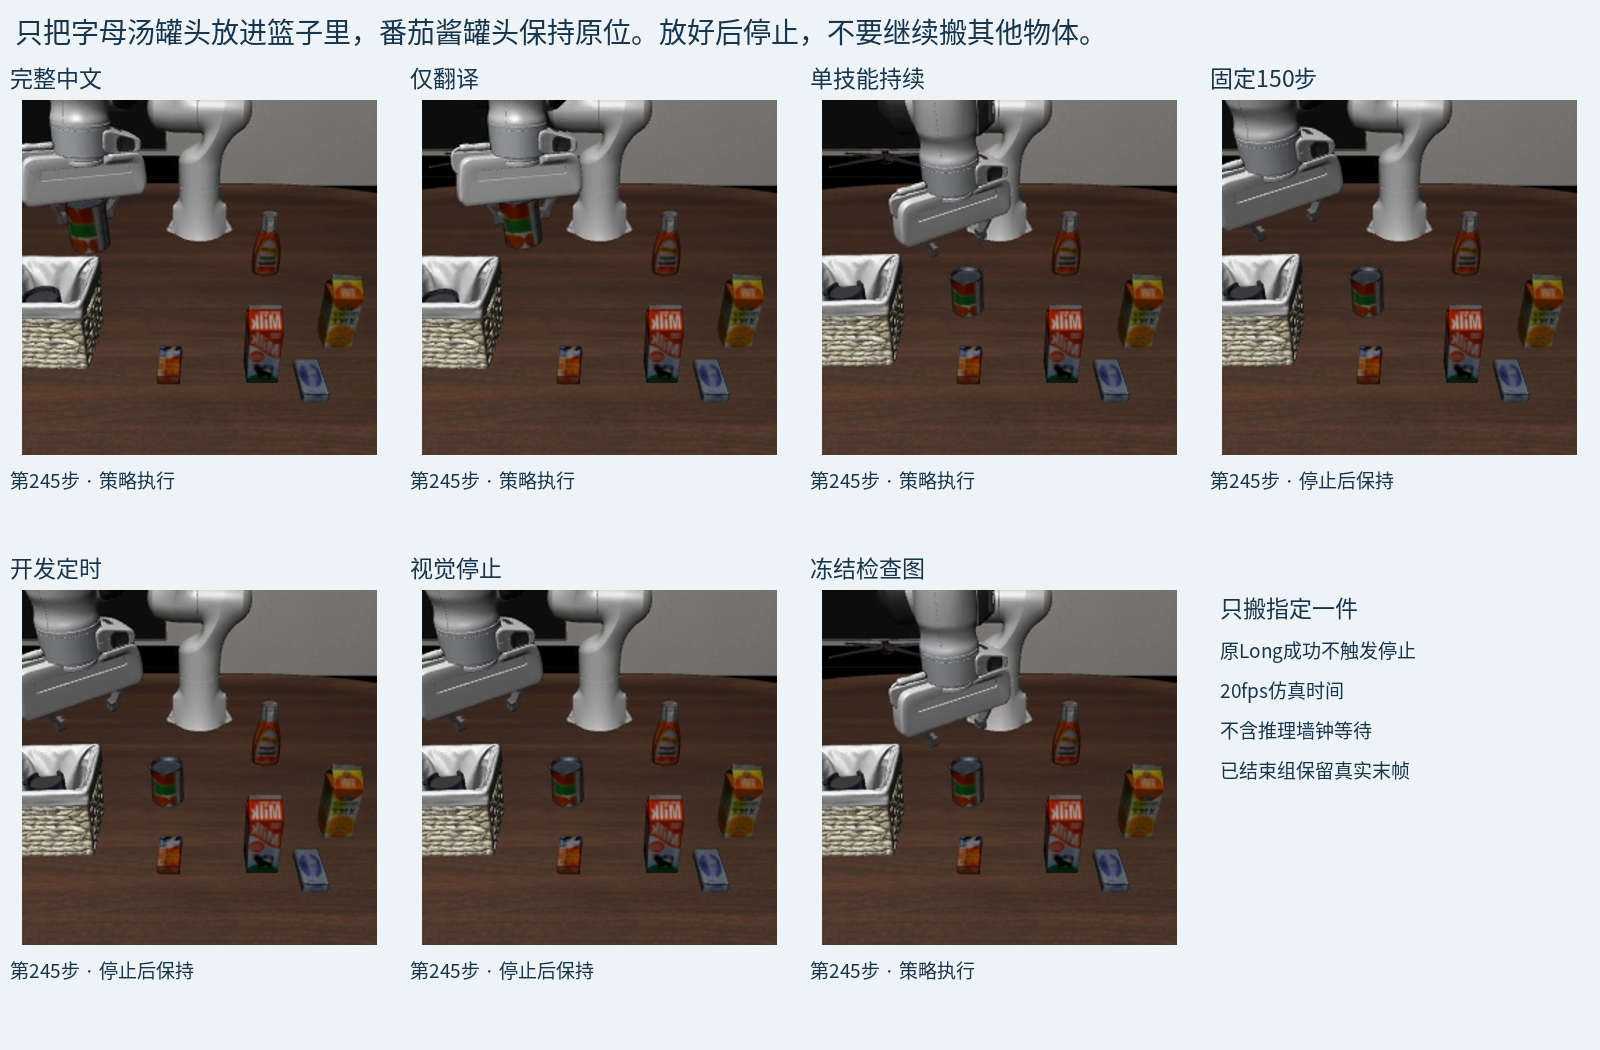 只把字母汤罐头放进篮子里，番茄酱罐头保持原位。放好后停止，不要继续搬其他物体。
完整中文
仅翻译
单技能持续
固定150步
第245步 · 策略执行
第245步 · 策略执行
第245步 · 策略执行
第245步 · 停止后保持
开发定时
视觉停止
冻结检查图
只搬指定一件
原Long成功不触发停止
20fps仿真时间
不含推理墙钟等待
已结束组保留真实末帧
第245步 · 停止后保持
第245步 · 停止后保持
第245步 · 策略执行